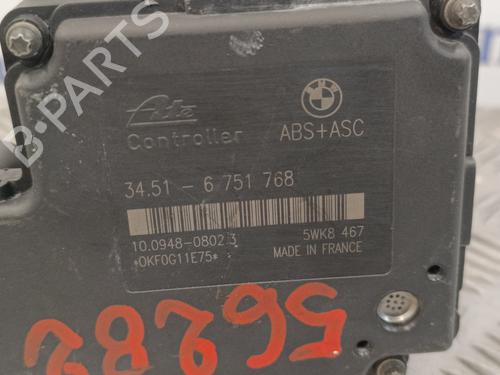 Ate
Controller
BMW
ABS+ASC
34.51 - 6 751 768
10.0948-0802.3
5WK8 467
*OKF0G11E75*
MADE IN FRANCE
56282